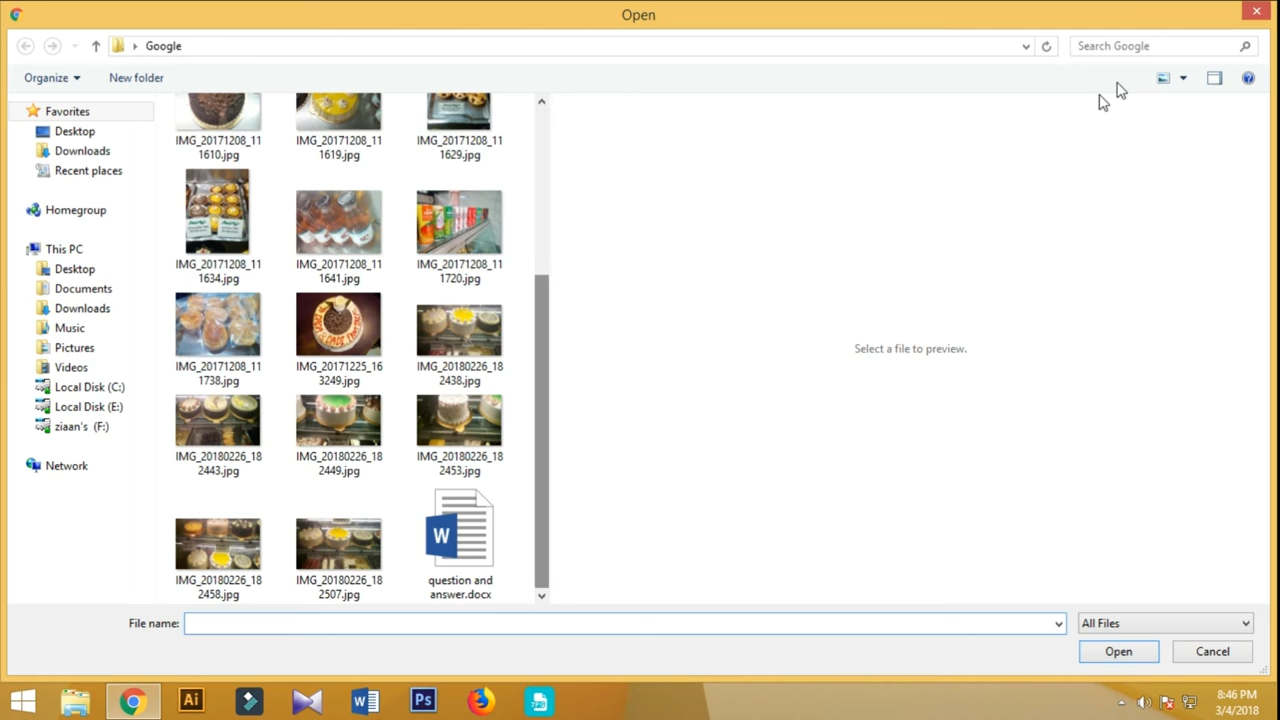 Open
Google
Search Google
Organize
New folder
Favorites
Desktop
Downloads
Recent places
Homegroup
This PC
Desktop
Documents
Downloads
Music
Pictures
Videos
Local Disk (C:)
Local Disk (E:)
ziaan's (F:)
Network
IMG_20171208_11
1610.jpg
IMG_20171208_11
1619.jpg
IMG_20171208_11
1629.jpg
IMG_20171208_11
1634.jpg
IMG_20171208_11
1641.jpg
IMG_20171208_11
1720.jpg
IMG_20171208_11
1738.jpg
IMG_20171225_16
3249.jpg
IMG_20180226_18
2438.jpg
IMG_20180226_18
2443.jpg
IMG_20180226_18
2449.jpg
IMG_20180226_18
2453.jpg
IMG_20180226_18
2458.jpg
IMG_20180226_18
2507.jpg
W
question and
answer.docx
Select a file to preview.
File name:
All Files
Open
Cancel
Ai
W
Ps
8:46 PM
3/4/2018